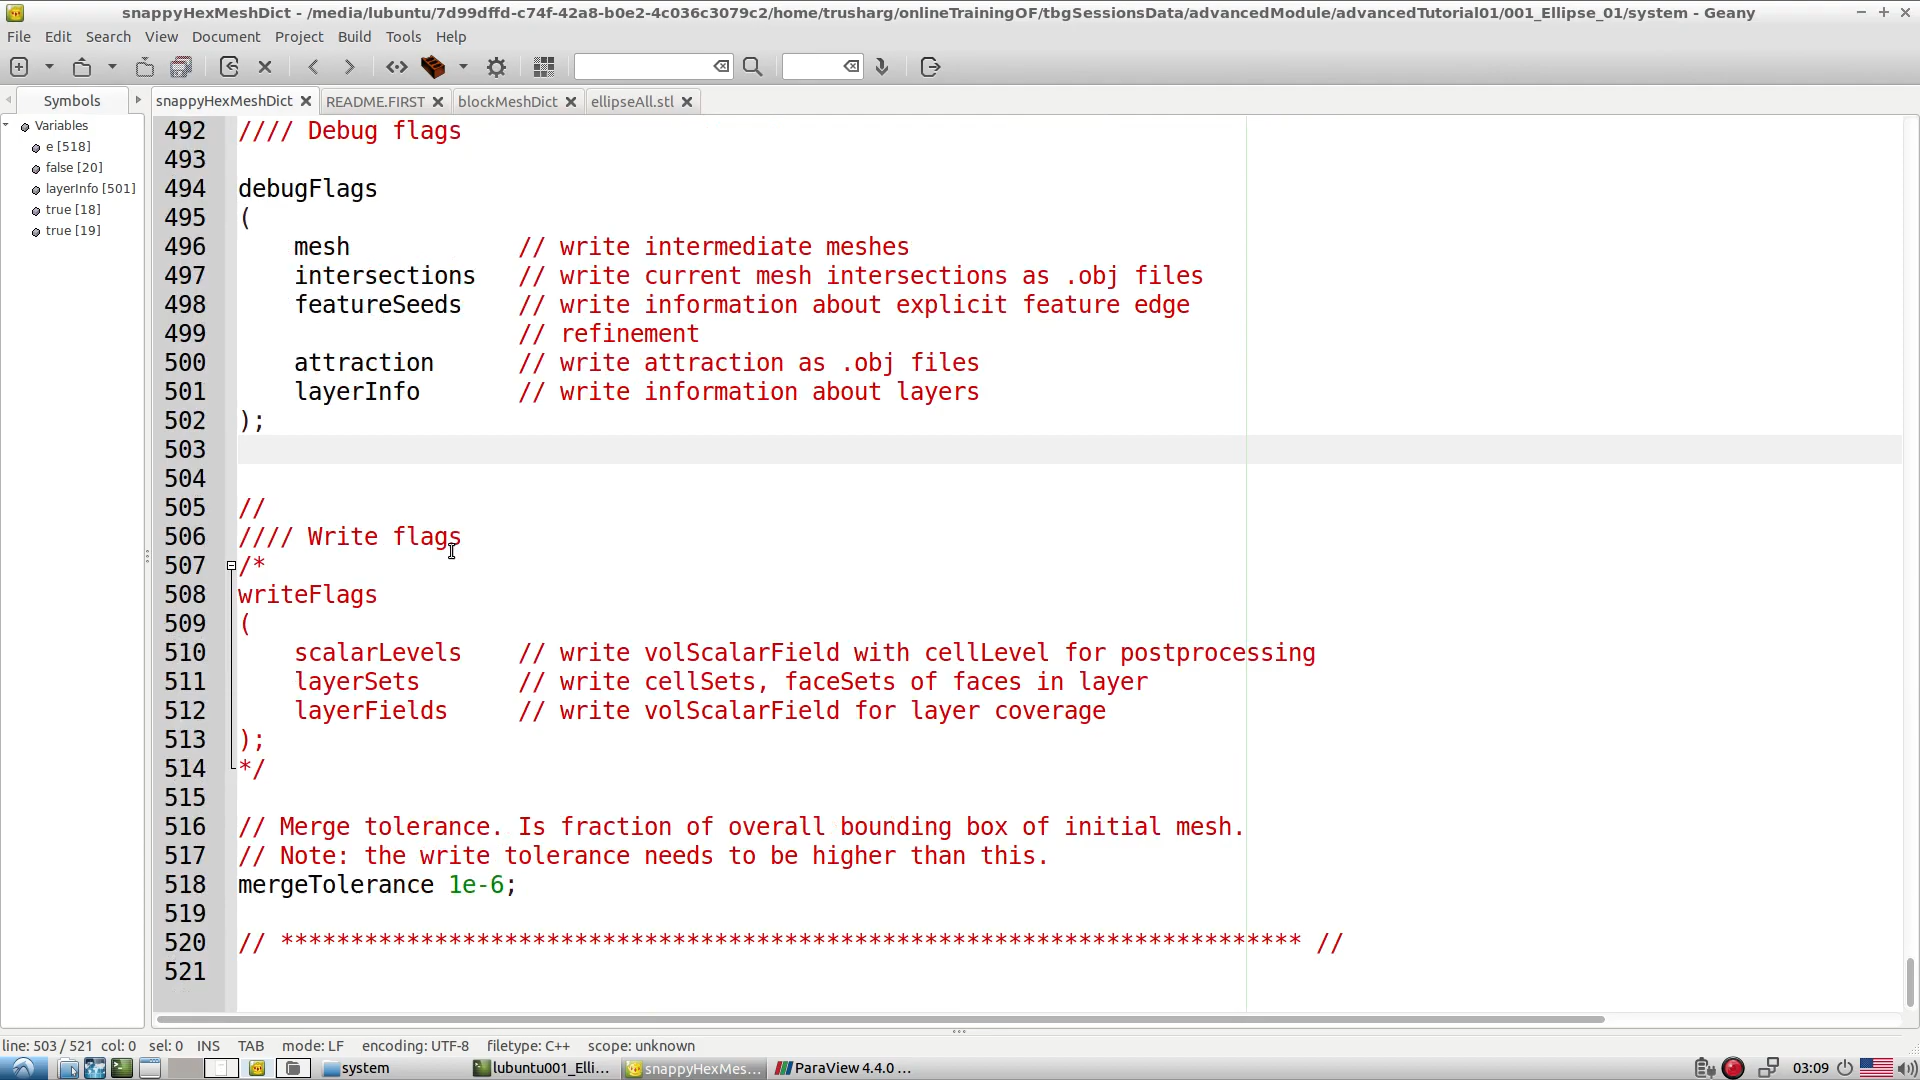 snappyHexMeshDict - /media/lubuntu/7d99dffd-c74f-42a8-b0e2-4c036c3079c2/home/trusharg/onlineTrainingOF/tbgSessionsData/advancedModule/advancedTutorial01/001_Ellipse_01/system - Geany
File Edit Search View Document Project Build Tools Help
Symbols snappyHexMeshDict README.FIRST blockMeshDict ellipseAll.stl
Variables
e [518]
false [20]
layerInfo [501]
true [18]
true [19]
492 //// Debug flags
493
494 debugFlags
495 (
496     mesh            // write intermediate meshes
497     intersections   // write current mesh intersections as .obj files
498     featureSeeds    // write information about explicit feature edge
499                     // refinement
500     attraction      // write attraction as .obj files
501     layerInfo       // write information about layers
502 );
503
504
505 //
506 //// Write flags
507 /*
508 writeFlags
509 (
510     scalarLevels    // write volScalarField with cellLevel for postprocessing
511     layerSets       // write cellSets, faceSets of faces in layer
512     layerFields     // write volScalarField for layer coverage
513 );
514 */
515
516 // Merge tolerance. Is fraction of overall bounding box of initial mesh.
517 // Note: the write tolerance needs to be higher than this.
518 mergeTolerance 1e-6;
519
520 // ************************************************************************* //
521
line: 503 / 521 col: 0 sel: 0 INS TAB mode: LF encoding: UTF-8 filetype: C++ scope: unknown
system lubuntu001_Elli... snappyHexMes... ParaView 4.4.0 ... 03:09